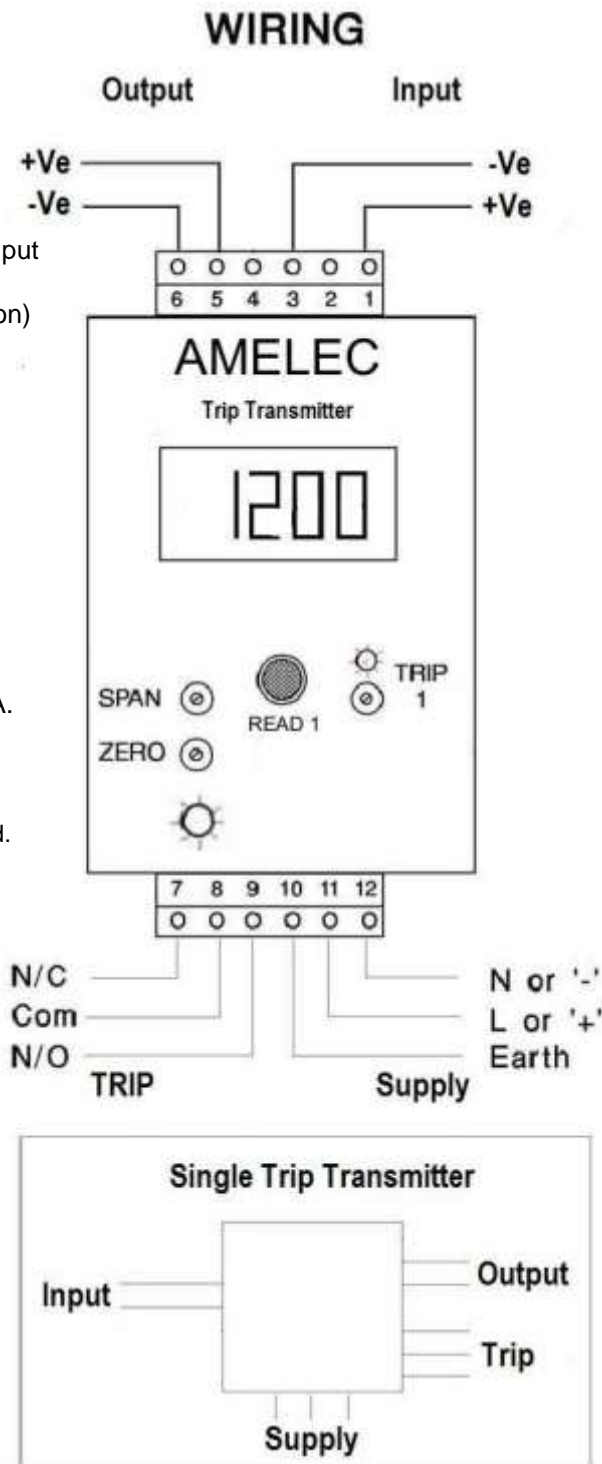 WIRING
Output Input
+Ve -Ve
-Ve +Ve
put
6 5 4 3 2 1
on)
AMELEC
Trip Transmitter
1200
TRIP
1
SPAN
READ 1
A.
ZERO
d.
7 8 9 10 11 12
N/C N or '-'
Com L or '+'
N/O Earth
TRIP Supply
Single Trip Transmitter
Input Output
Trip
Supply